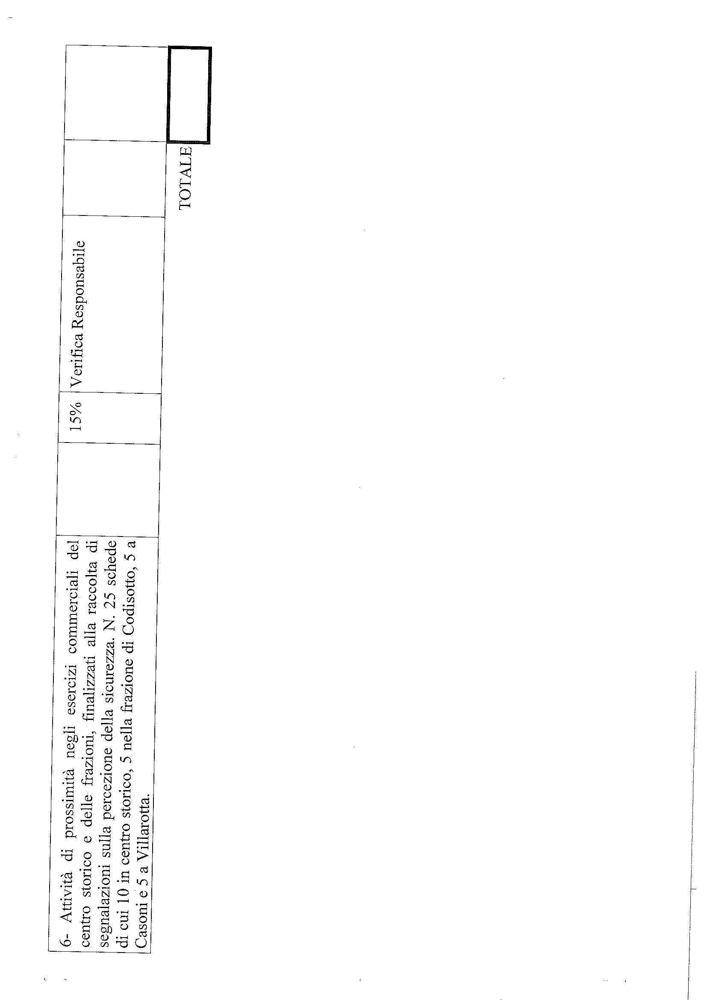 6- Attività di prossimità negli esercizi commerciali del
centro storico e delle frazioni, finalizzati alla raccolta di
segnalazioni sulla percezione della sicurezza. N. 25 schede
di cui 10 in centro storico, 5 nella frazione di Codisotto, 5 a
Casoni e 5 a Villarotta.
15%
Verifica Responsabile
TOTALE